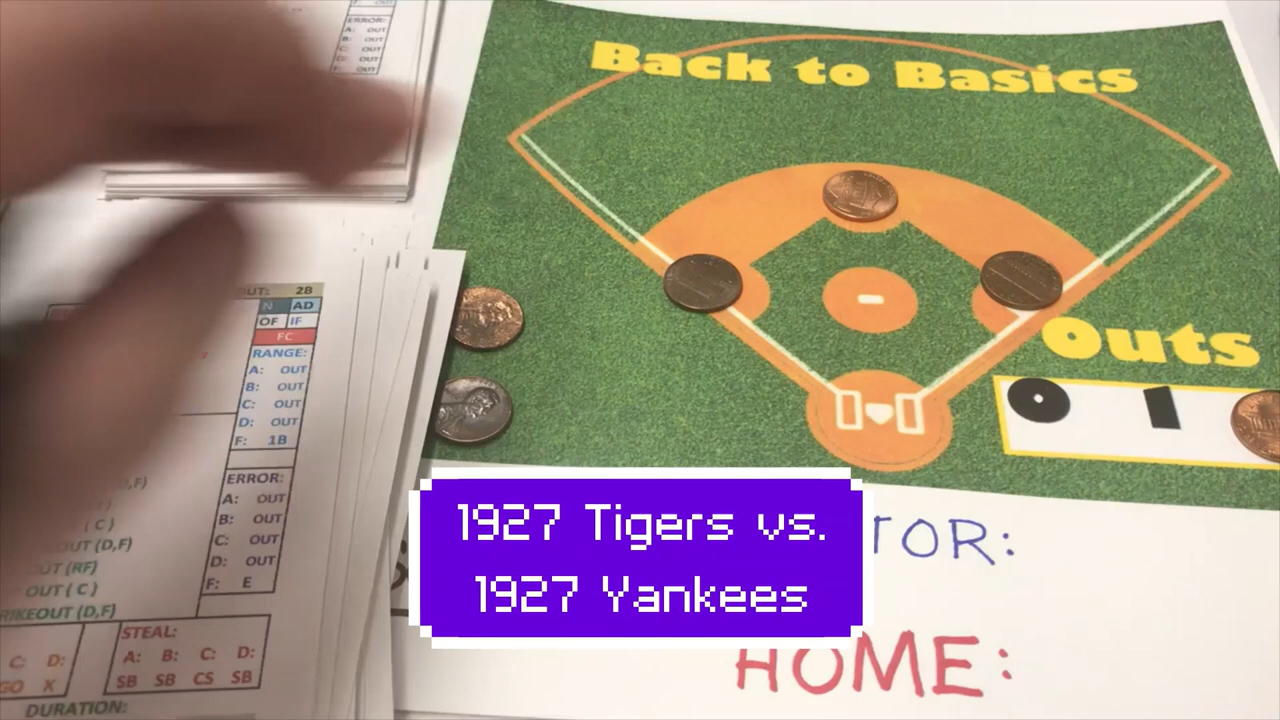 ERROR:
A: OUT
B: OUT
C: OUT
D: OUT
F: OUT
Back to Basics
Outs
1
2B
N AD
OF IF
FC
RANGE:
A: OUT
B: OUT
C: OUT
D: OUT
F: 1B
ERROR:
A: OUT
B: OUT
C: OUT
D: OUT
F: E
( C )
OUT (D,F)
OUT (RF)
OUT ( C )
RIKEOUT (D,F)
C: D:
GO X
STEAL:
A: B: C: D:
SB SB CS SB
DURATION:
1927 Tigers vs.
1927 Yankees
TOR:
HOME: